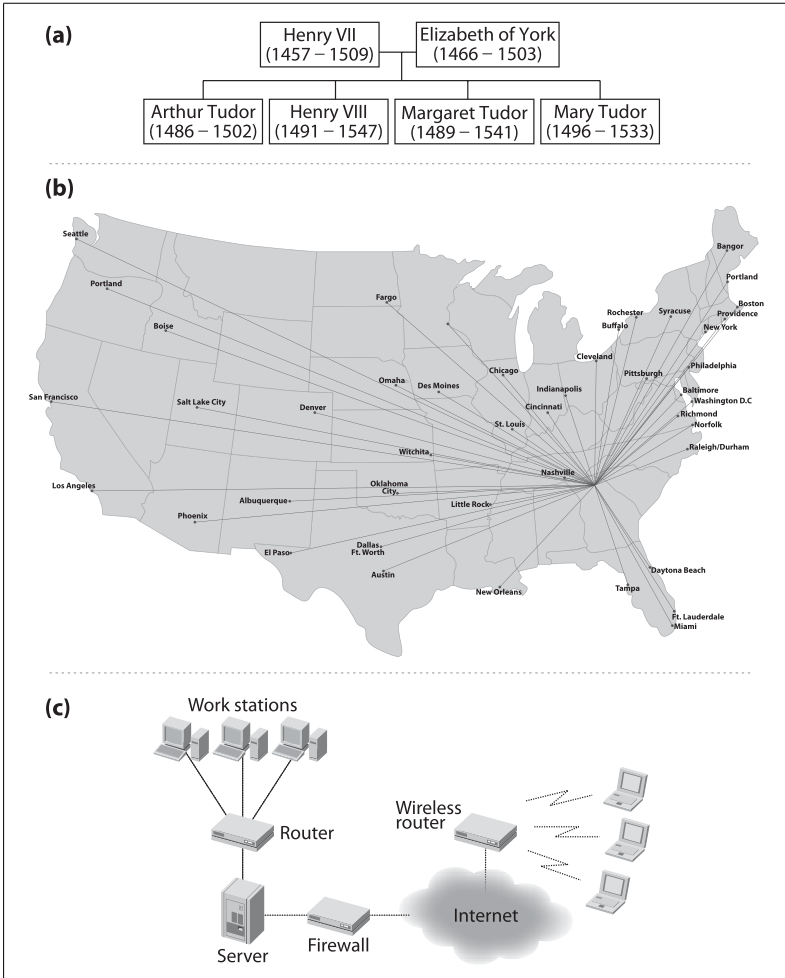 (a)
Henry VII
(1457 – 1509)
Elizabeth of York
(1466 – 1503)
Arthur Tudor
(1486 – 1502)
Henry VIII
(1491 – 1547)
Margaret Tudor
(1489 – 1541)
Mary Tudor
(1496 – 1533)
(b)
Seattle
Portland
Boise
San Francisco
Salt Lake City
Los Angeles
Phoenix
Albuquerque
El Paso
Denver
Fargo
Omaha
Des Moines
Witchita
Oklahoma
City
Dallas
Ft. Worth
Austin
Little Rock
New Orleans
St. Louis
Chicago
Indianapolis
Cincinnati
Nashville
Cleveland
Pittsburgh
Buffalo
Rochester
Syracuse
Bangor
Portland
Boston
Providence
New York
Philadelphia
Baltimore
Washington D.C
Richmond
Norfolk
Raleigh/Durham
Daytona Beach
Tampa
Ft. Lauderdale
Miami
(c)
Work stations
Router
Wireless
router
Server
Firewall
Internet